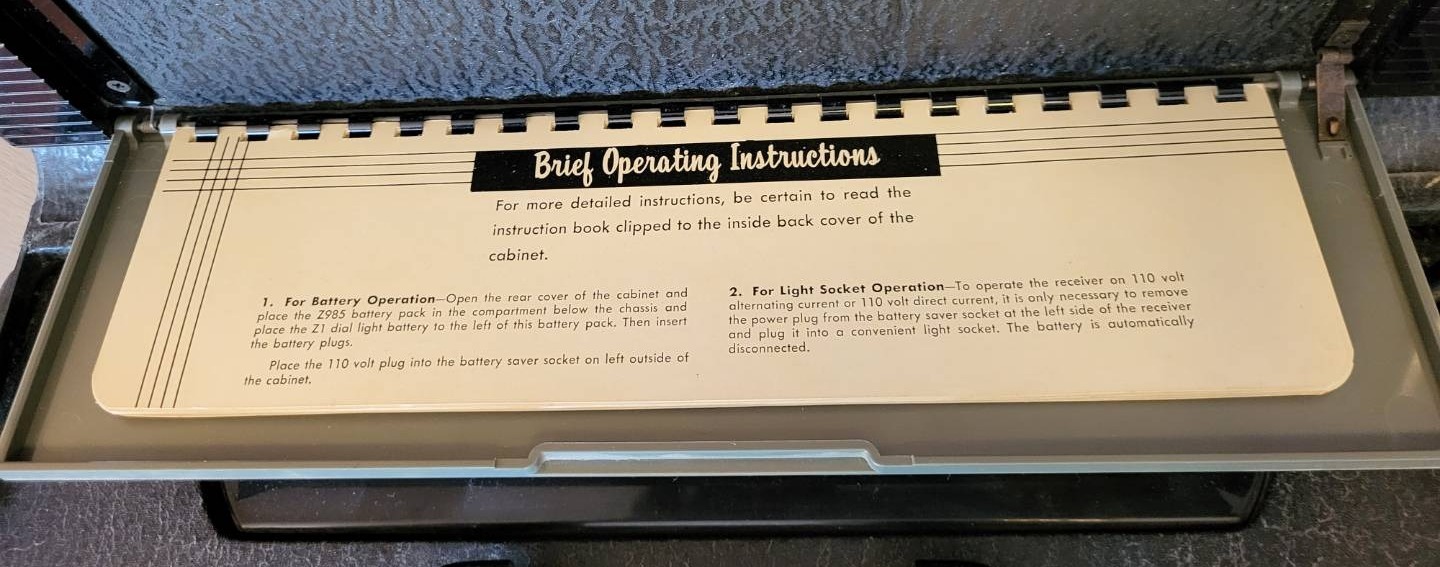 Brief Operating Instructions
For more detailed instructions, be certain to read the
instruction book clipped to the inside back cover of the
cabinet.
1. For Battery Operation—Open the rear cover of the cabinet and
place the Z985 battery pack in the compartment below the chassis and
place the Z1 dial light battery to the left of this battery pack. Then insert
the battery plugs.
Place the 110 volt plug into the battery saver socket on left outside of
the cabinet.
2. For Light Socket Operation—To operate the receiver on 110 volt
alternating current or 110 volt direct current, it is only necessary to remove
the power plug from the battery saver socket at the left side of the receiver
and plug it into a convenient light socket. The battery is automatically
disconnected.